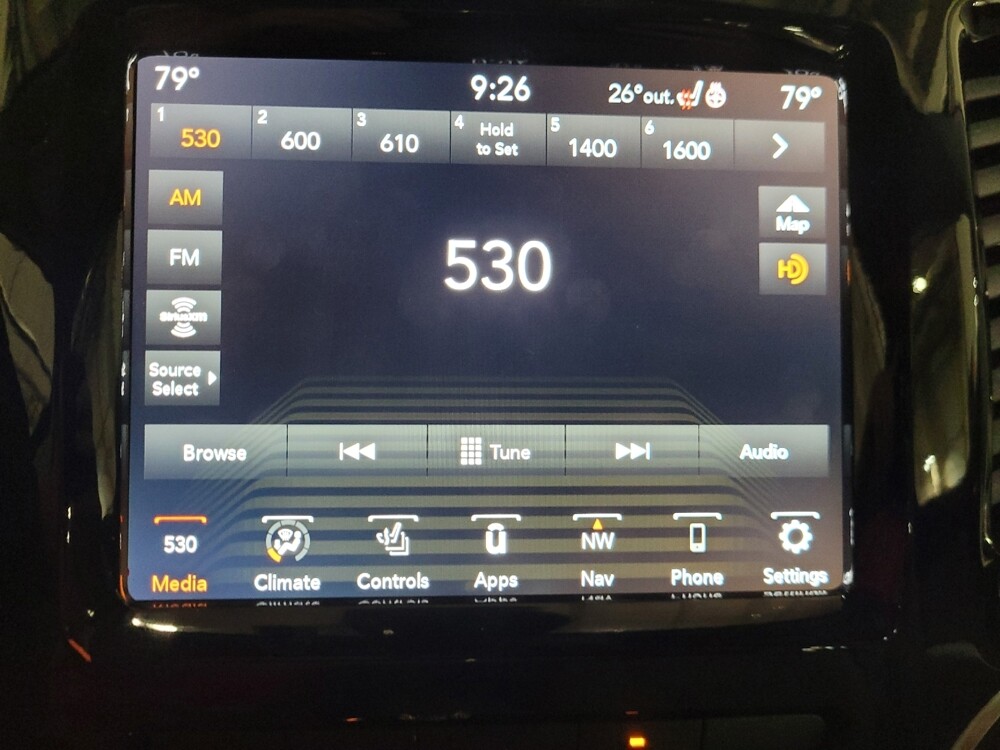 79° 9:26 26°out. 79°
1 530 2 600 3 610 4 Hold to Set 5 1400 6 1600
AM
FM
SiriusXM
Source
Select
530
Map
HD
Browse Tune Audio
530 NW
Media Climate Controls Apps Nav Phone Settings